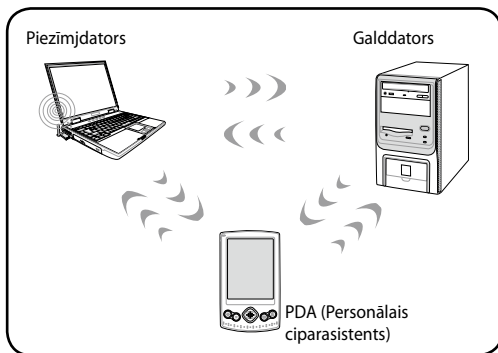 Piezīmjdators
Galddators
PDA (Personālais
ciparasistents)